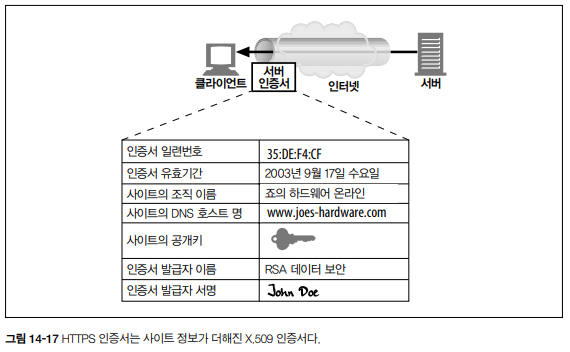 클라이언트
서버
인증서
인터넷
서버
인증서 일련번호 35:DE:F4:CF
인증서 유효기간 2003년 9월 17일 수요일
사이트의 조직 이름 죠의 하드웨어 온라인
사이트의 DNS 호스트 명 www.joes-hardware.com
사이트의 공개키
인증서 발급자 이름 RSA 데이터 보안
인증서 발급자 서명 John Doe
그림 14-17 HTTPS 인증서는 사이트 정보가 더해진 X.509 인증서다.